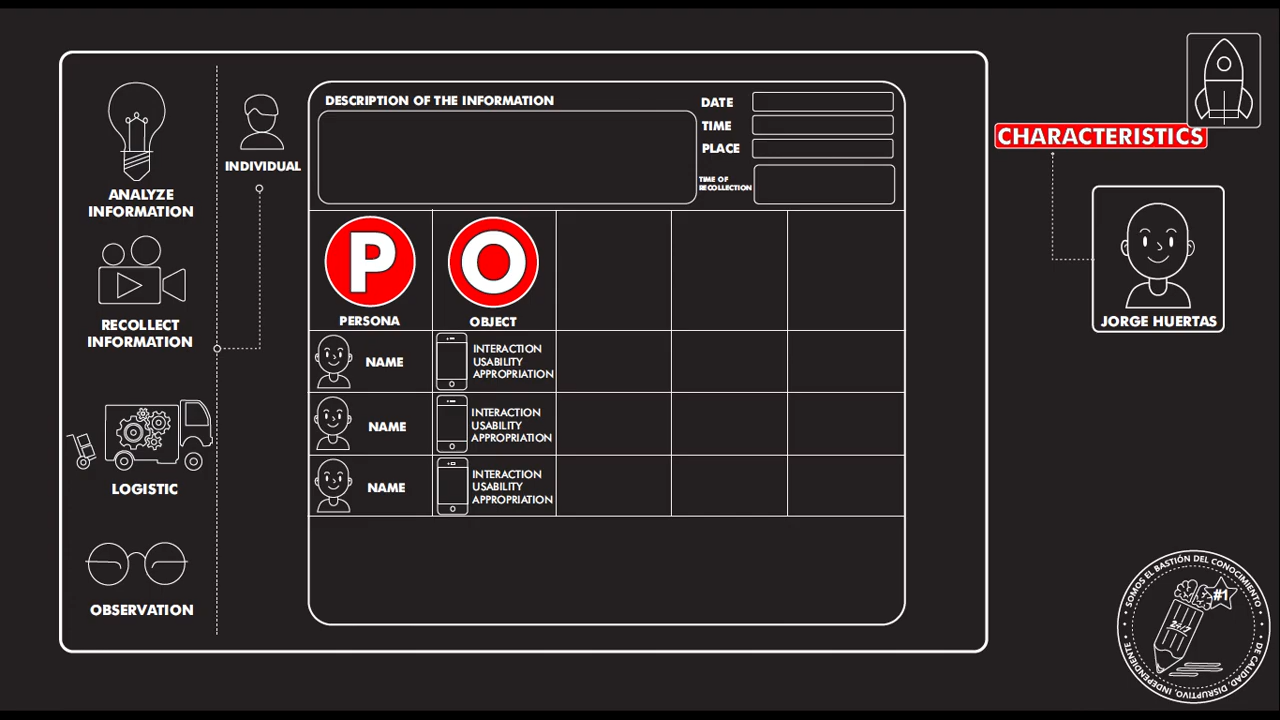 ANALYZE
INFORMATION
RECOLLECT
INFORMATION
LOGISTIC
OBSERVATION
INDIVIDUAL
DESCRIPTION OF THE INFORMATION
DATE
TIME
PLACE
TIME OF
RECOLLECTION
P
PERSONA
O
OBJECT
NAME
INTERACTION
USABILITY
APPROPRIATION
NAME
INTERACTION
USABILITY
APPROPRIATION
NAME
INTERACTION
USABILITY
APPROPRIATION
CHARACTERISTICS
JORGE HUERTAS
SOMOS EL BASTIÓN DEL CONOCIMIENTO
DE CALIDAD, DISRUPTIVO, INDEPENDIENTE
#1
24/7